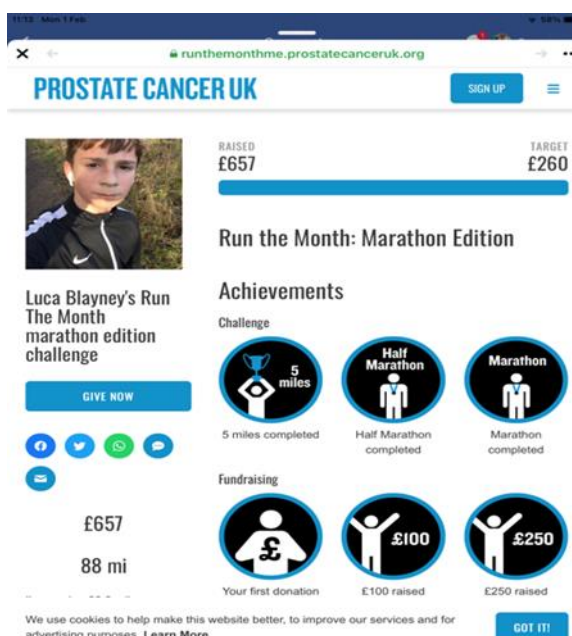 11:13 Mon 1 Feb
58%
runthemonthme.prostatecanceruk.org
PROSTATE CANCER UK
SIGN UP
RAISED
£657
TARGET
£260
Run the Month: Marathon Edition
Luca Blayney's Run
The Month
marathon edition
challenge
GIVE NOW
£657
88 mi
Achievements
Challenge
5
miles
5 miles completed
Half
Marathon
Half Marathon
completed
Marathon
Marathon
completed
Fundraising
£
Your first donation
£100
£100 raised
£250
£250 raised
We use cookies to help make this website better, to improve our services and for
advertising purposes. Learn More
GOT IT!